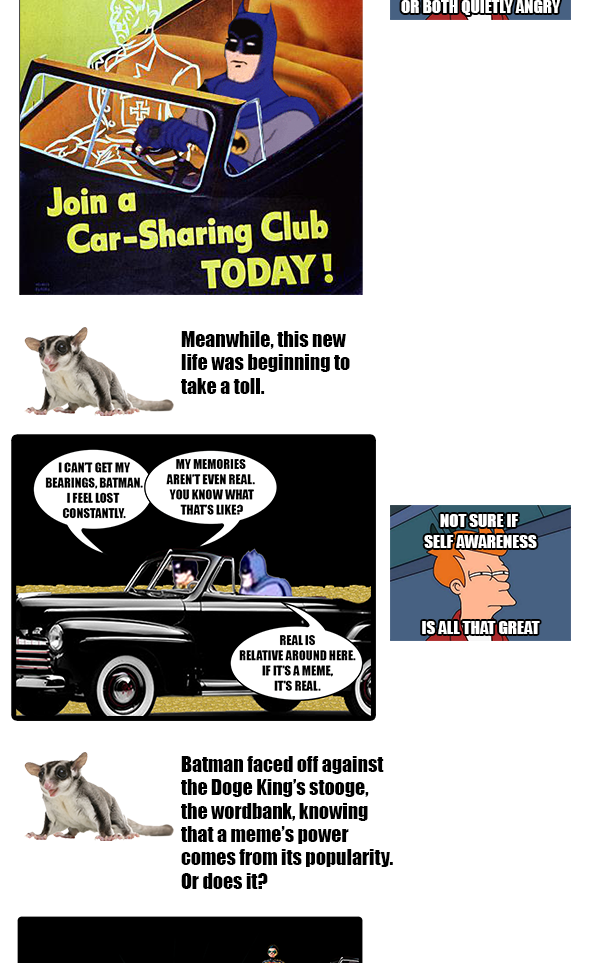 OR BOTH QUIETLY ANGRY
Join a
Car-Sharing Club
TODAY!
Meanwhile, this new
life was beginning to
take a toll.
I CAN'T GET MY
BEARINGS, BATMAN.
I FEEL LOST
CONSTANTLY.
MY MEMORIES
AREN'T EVEN REAL.
YOU KNOW WHAT
THAT'S LIKE?
REAL IS
RELATIVE AROUND HERE.
IF IT'S A MEME,
IT'S REAL.
NOT SURE IF
SELF AWARENESS
IS ALL THAT GREAT
Batman faced off against
the Doge King's stooge,
the wordbank, knowing
that a meme's power
comes from its popularity.
Or does it?